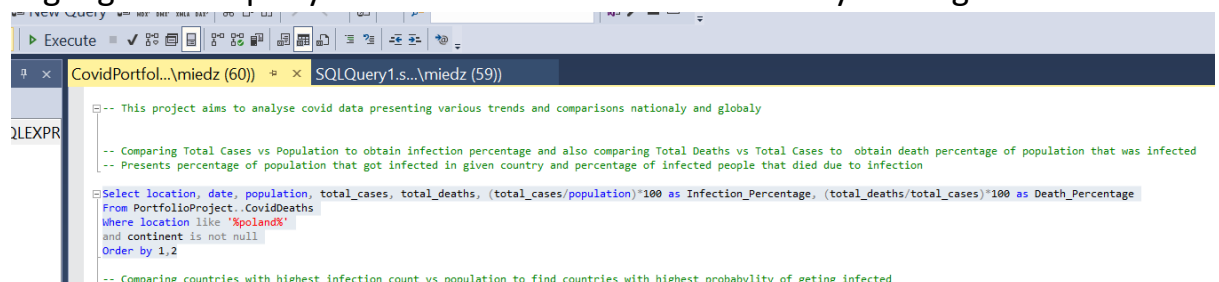 Query
Execute
CovidPortfol...\miedz (60)) SQLQuery1.s...\miedz (59))
QLEXPR
-- This project aims to analyse covid data presenting various trends and comparisons nationaly and globaly
-- Comparing Total Cases vs Population to obtain infection percentage and also comparing Total Deaths vs Total Cases to  obtain death percentage of population that was infected
-- Presents percentage of population that got infected in given country and percentage of infected people that died due to infection
Select location, date, population, total_cases, total_deaths, (total_cases/population)*100 as Infection_Percentage, (total_deaths/total_cases)*100 as Death_Percentage
From PortfolioProject..CovidDeaths
Where location like '%poland%'
and continent is not null
Order by 1,2
-- Comparing countries with highest infection count vs population to find countries with highest probabylity of geting infected